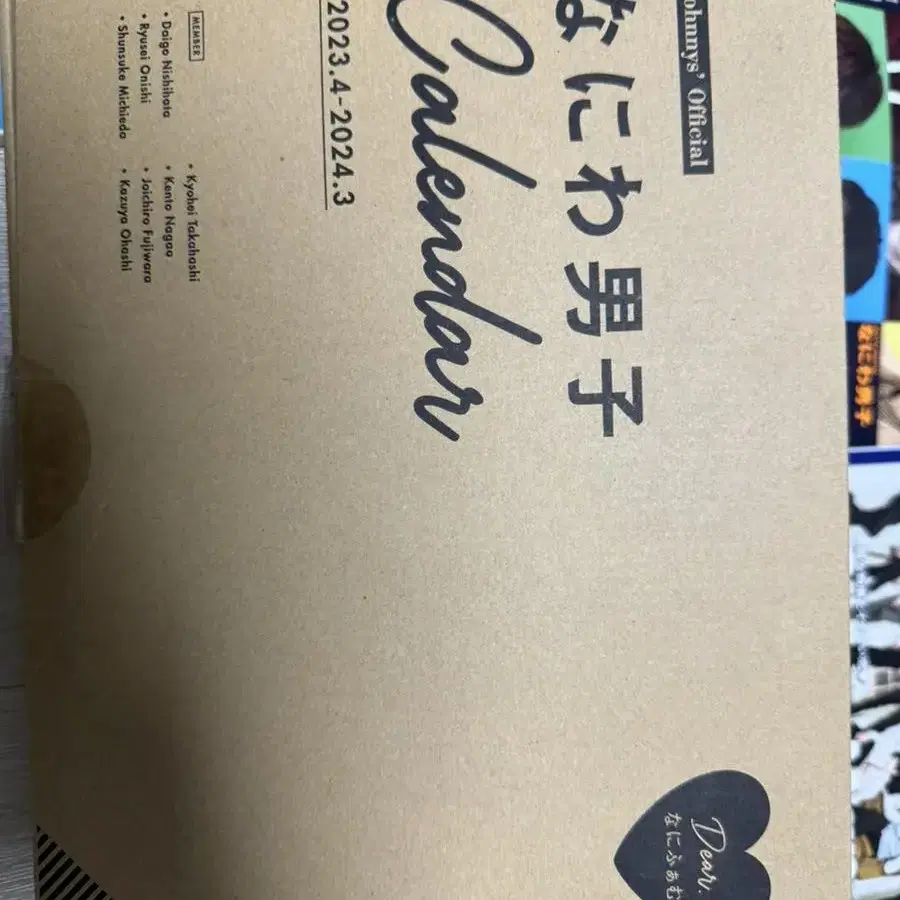 ohnnys' Official
なにわ男子
Calendar
2023.4-2024.3
MEMBER
• Daigo Nishihata
• Ryusei Onishi
• Shunsuke Michieda
• Kyohei Takahashi
• Kento Nagao
• Joichiro Fujiwara
• Kazuya Ohashi
Dear.
なにふぁむ
なにわ男子